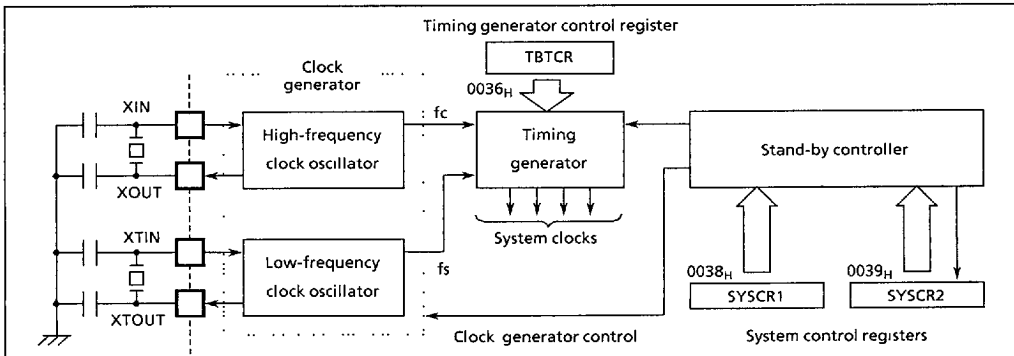 Timing generator control register
TBTCR
Clock
generator
0036H
XIN
fc
High-frequency
clock oscillator
Timing
generator
Stand-by controller
XOUT
System clocks
XTIN
Low-frequency
clock oscillator
fs
0038H
0039H
SYSCR1
SYSCR2
XTOUT
Clock generator control
System control registers